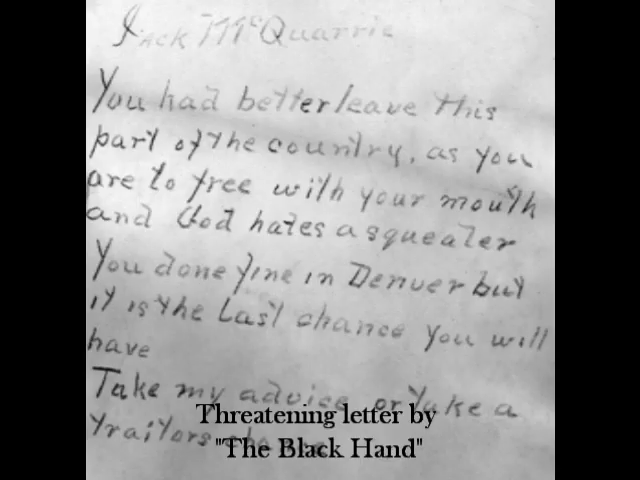 Jack McQuarrie
You had better leave this
part of the country, as you
are to free with your mouth
and God hates a squealer
You done fine in Denver but
it is the Last chance you will
have
Take my advice or take a
Traitors
Threatening letter by
"The Black Hand"